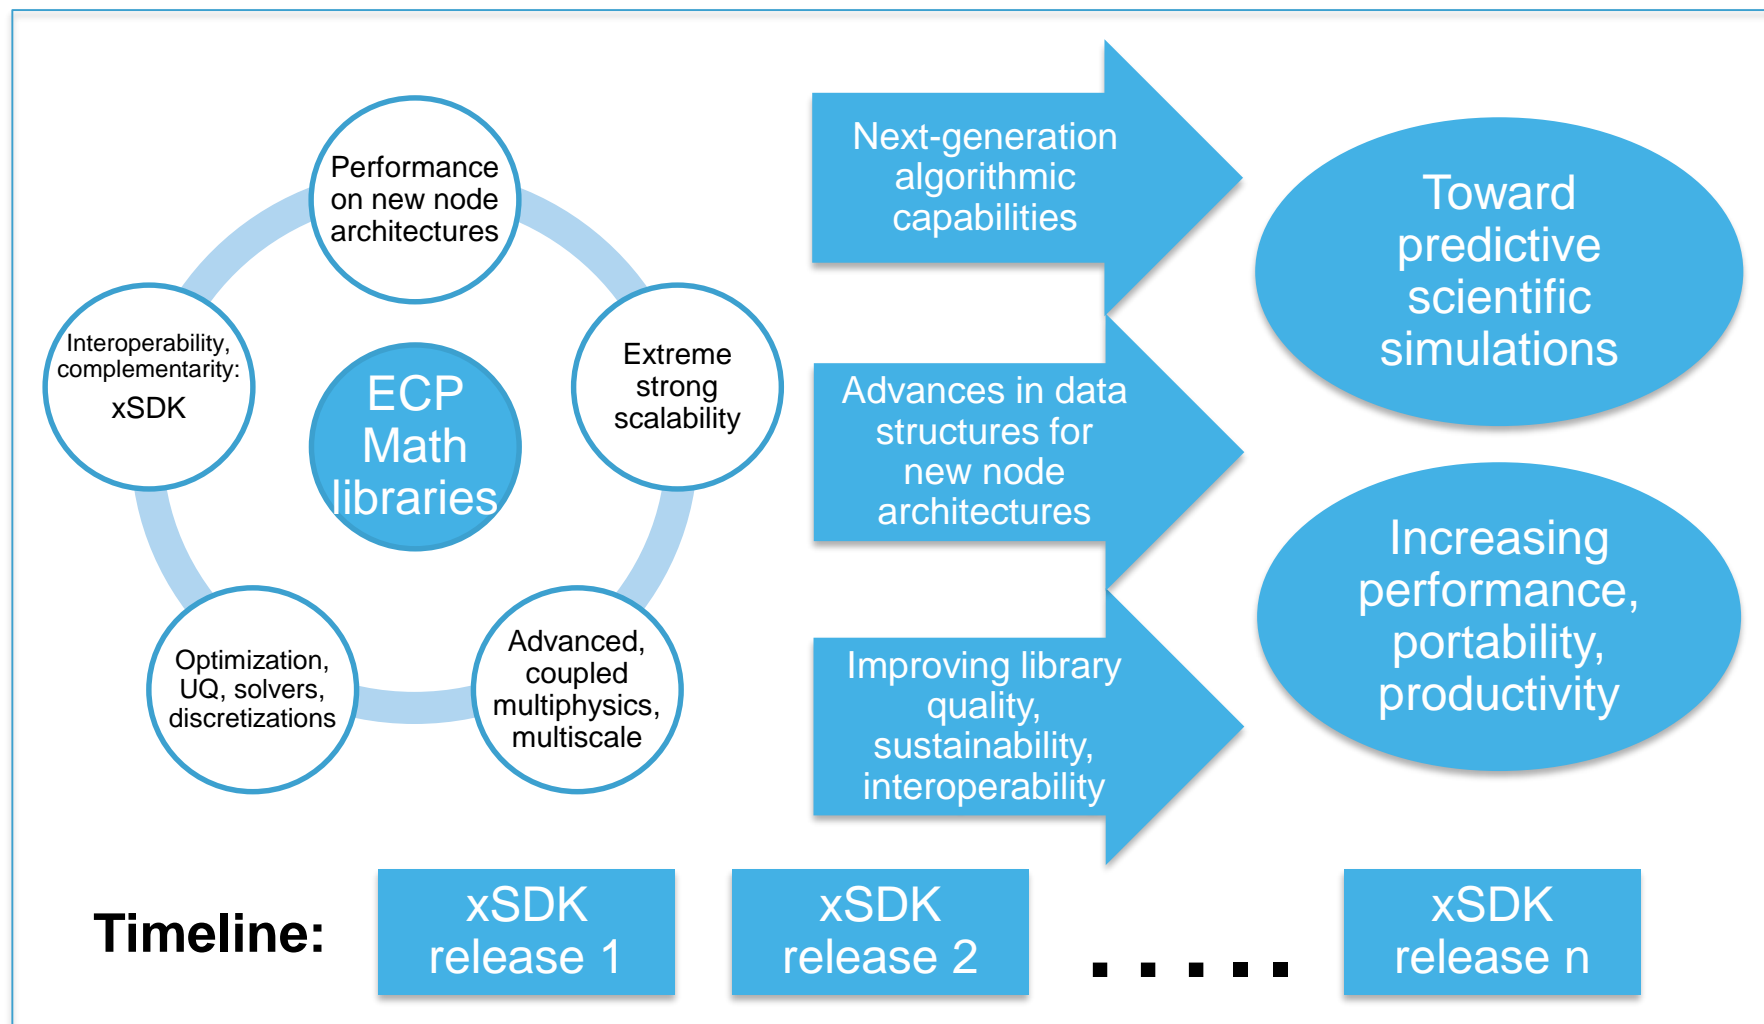 Performance
on new node
architectures
Interoperability,
complementarity:
xSDK
Extreme
strong
scalability
ECP
Math
libraries
Optimization,
UQ, solvers,
discretizations
Advanced,
coupled
multiphysics,
multiscale
Next-generation
algorithmic
capabilities
Advances in data
structures for
new node
architectures
Improving library
quality,
sustainability,
interoperability
Toward
predictive
scientific
simulations
Increasing
performance,
portability,
productivity
Timeline:
xSDK
release 1
xSDK
release 2
. . . . .
xSDK
release n